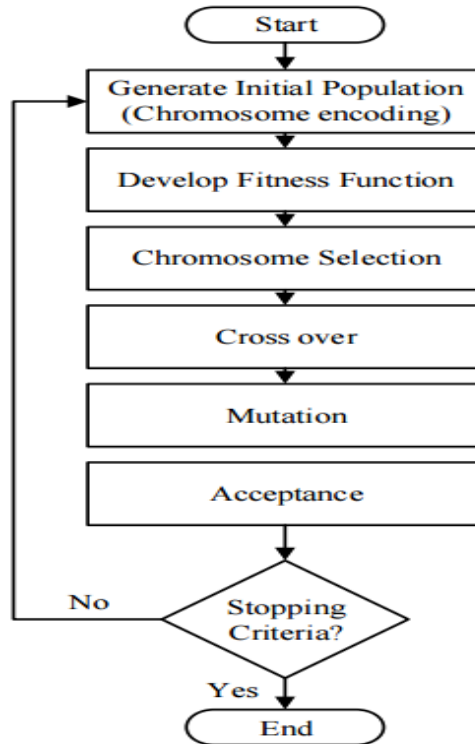 Start
Generate Initial Population
(Chromosome encoding)
Develop Fitness Function
Chromosome Selection
Cross over
Mutation
Acceptance
No
Stopping
Criteria?
Yes
End